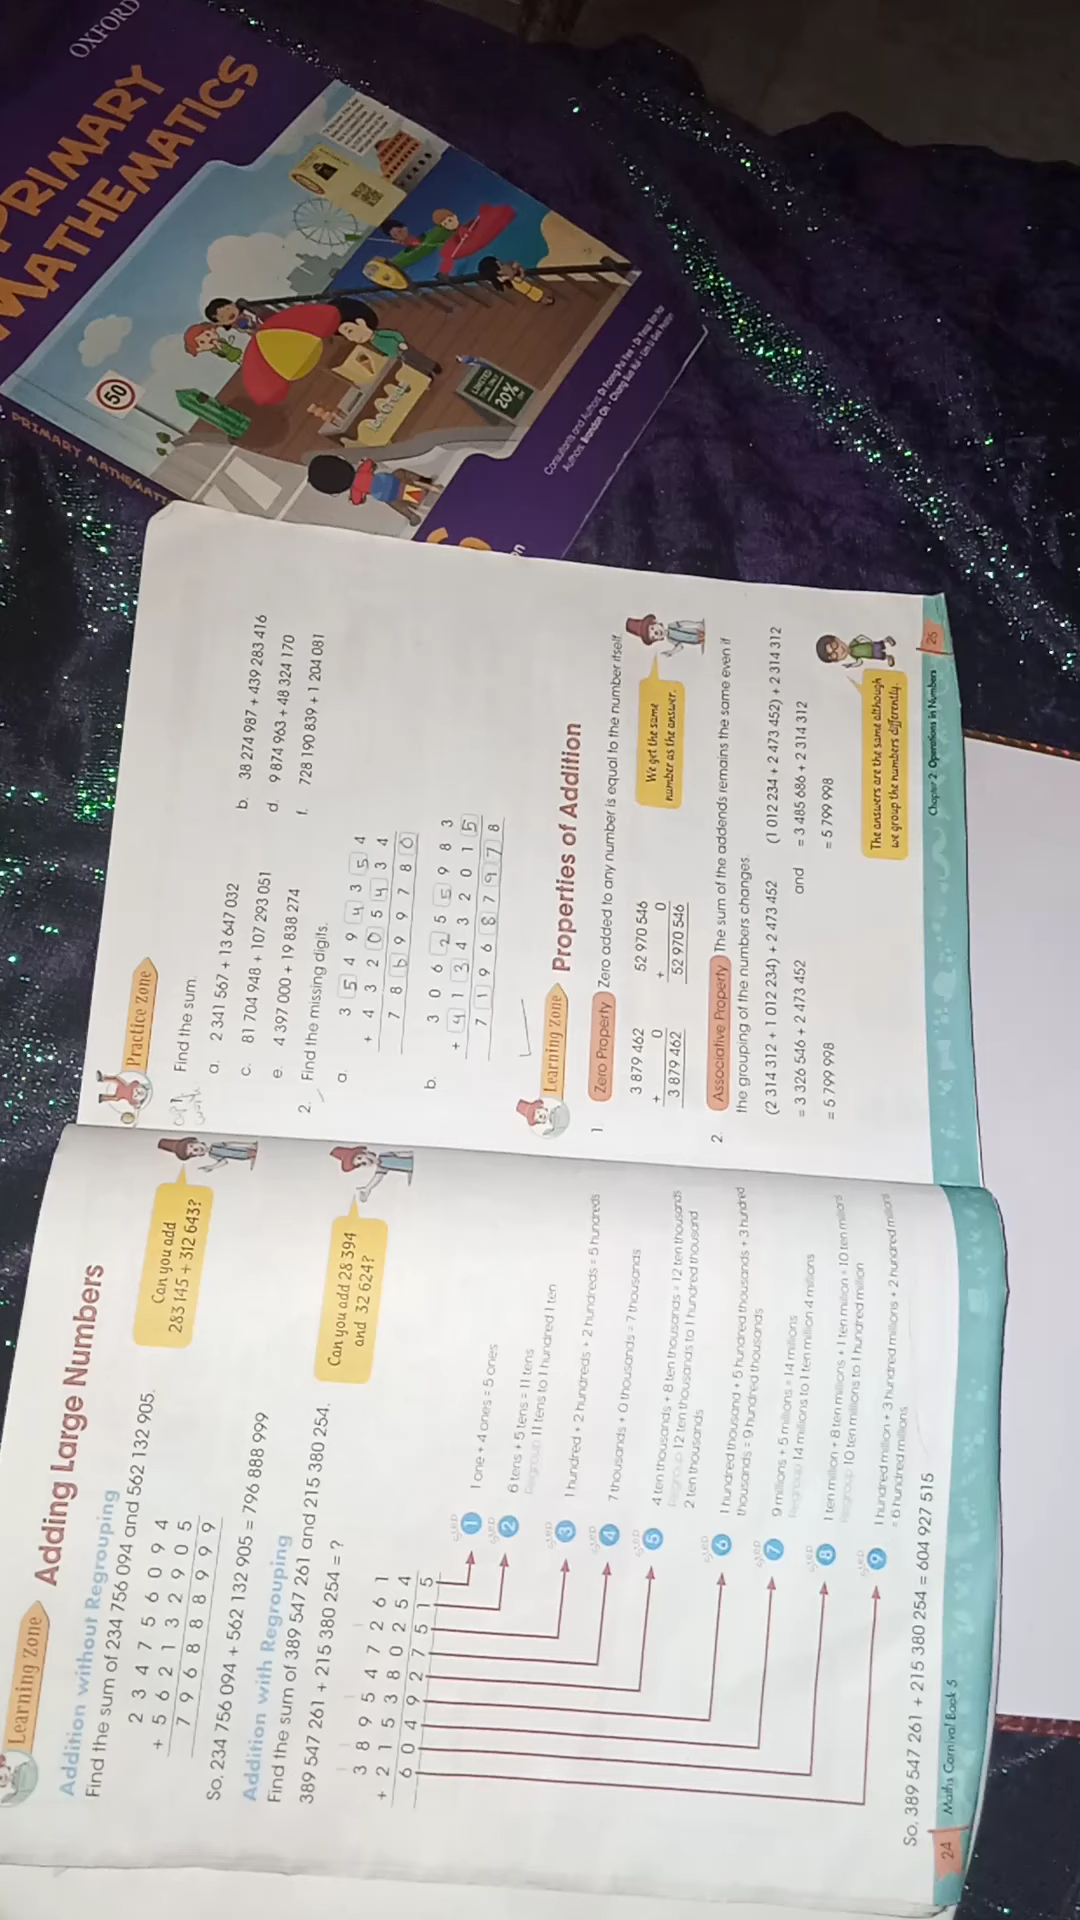 Learning Zone
Adding Large Numbers
Addition without Regrouping
Find the sum of 234 756 094 and 562 132 905.
Can you add
283 145 + 312 643?
2 3 4 7 5 6 0 9 4
+ 5 6 2 1 3 2 9 0 5
7 9 6 8 8 8 9 9 9
So, 234 756 094 + 562 132 905 = 796 888 999
Addition with Regrouping
Find the sum of 389 547 261 and 215 380 254.
389 547 261 + 215 380 254 = ?
Can you add 28 394
and 32 624?
3 8 9 5 4 7 2 6 1
+ 2 1 5 3 8 0 2 5 4
6 0 4 9 2 7 5 1 5
step
1 1 one + 4 ones = 5 ones
step
2 6 tens + 5 tens = 11 tens
Regroup 11 tens to 1 hundred 1 ten
step
3 1 hundred + 2 hundreds + 2 hundreds = 5 hundreds
step
4 7 thousands + 0 thousands = 7 thousands
step
5 4 ten thousands + 8 ten thousands = 12 ten thousands
Regroup 12 ten thousands to 1 hundred thousand
2 ten thousands
step
6 1 hundred thousand + 5 hundred thousands + 3 hundred
thousands = 9 hundred thousands
step
7 9 millions + 5 millions = 14 millions
Regroup 14 millions to 1 ten million 4 millions
step
8 1 ten million + 8 ten millions + 1 ten million = 10 ten millions
Regroup 10 ten millions to 1 hundred million
step
9 1 hundred million + 3 hundred millions + 2 hundred millions
= 6 hundred millions
So, 389 547 261 + 215 380 254 = 604 927 515
24 Maths Carnival Book 5
Practice Zone
work
Find the sum.
a. 2 341 567 + 13 647 032
b. 38 274 987 + 439 283 416
c. 81 704 948 + 107 293 051
d. 9 874 963 + 48 324 170
e. 4 397 000 + 19 838 274
f. 728 190 839 + 1 204 081
2. Find the missing digits.
a. 3 5 4 9 4 3 5 4
+ 4 3 2 0 5 4 3 4
7 8 6 9 9 7 8 0
b. 3 0 6 2 5 5 9 8 3
+ 4 1 3 4 3 2 0 1 5
7 1 9 6 8 7 9 7 8
Learning Zone
Properties of Addition
1. Zero Property Zero added to any number is equal to the number itself.
3 879 462
+ 0
3 879 462
52 970 546
+ 0
52 970 546
We get the same
number as the answer.
2. Associative Property The sum of the addends remains the same even if
the grouping of the numbers changes.
(2 314 312 + 1 012 234) + 2 473 452
= 3 326 546 + 2 473 452
= 5 799 998
and
(1 012 234 + 2 473 452) + 2 314 312
= 3 485 686 + 2 314 312
= 5 799 998
The answers are the same although
we group the numbers differently.
Chapter 2: Operations in Numbers 25
OXFORD
PRIMARY
MATHEMATICS
PRIMARY MATHEMATI
50
Ice Cream
LIMITED
20%